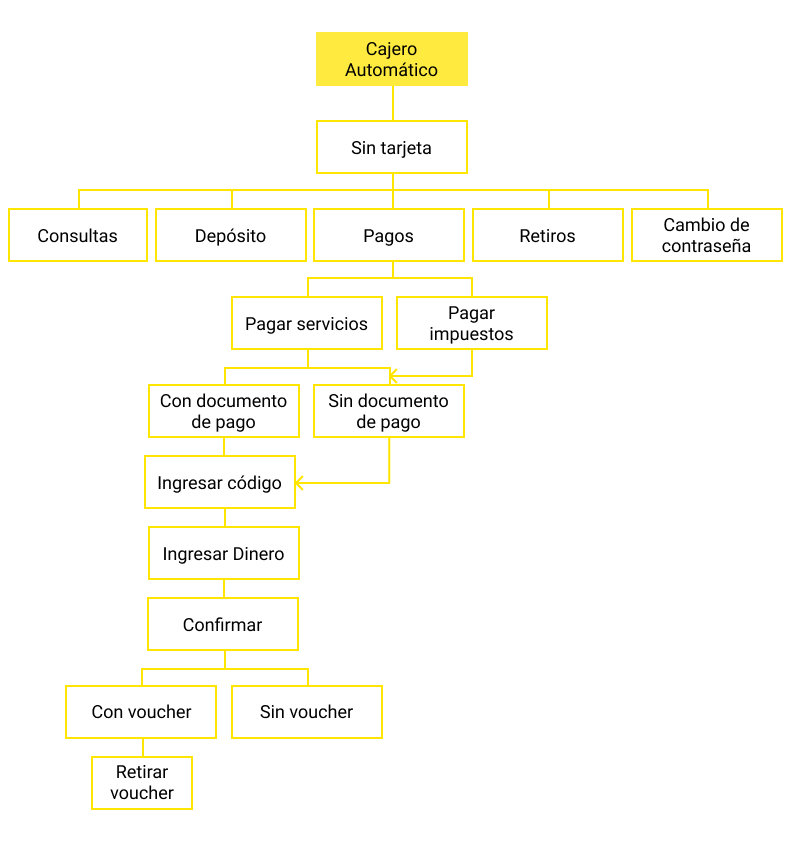 Cajero
Automático
Sin tarjeta
Consultas
Depósito
Pagos
Retiros
Cambio de
contraseña
Pagar servicios
Pagar
impuestos
Con documento
de pago
Sin documento
de pago
Ingresar código
Ingresar Dinero
Confirmar
Con voucher
Sin voucher
Retirar
voucher